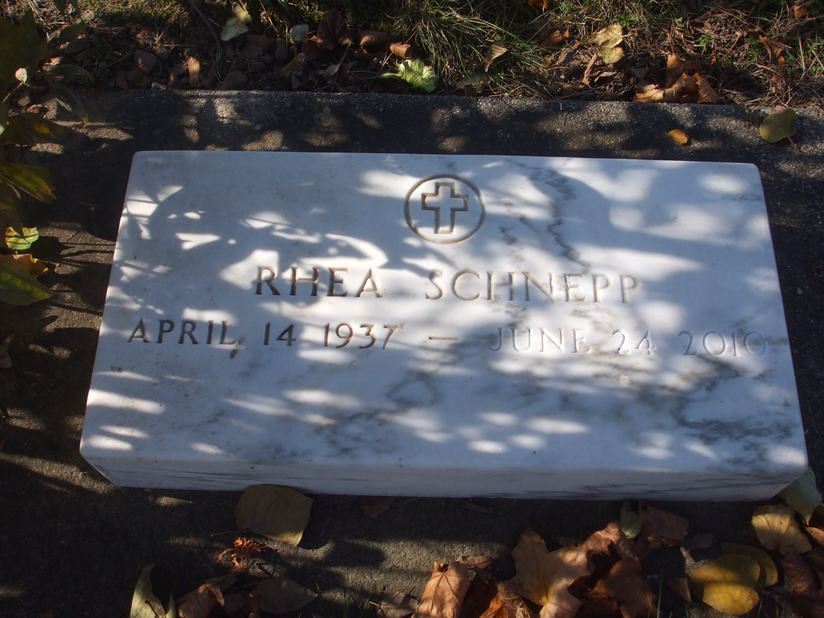 RHEA SCHNEPP
APRIL 14 1937 — JUNE 24 2010